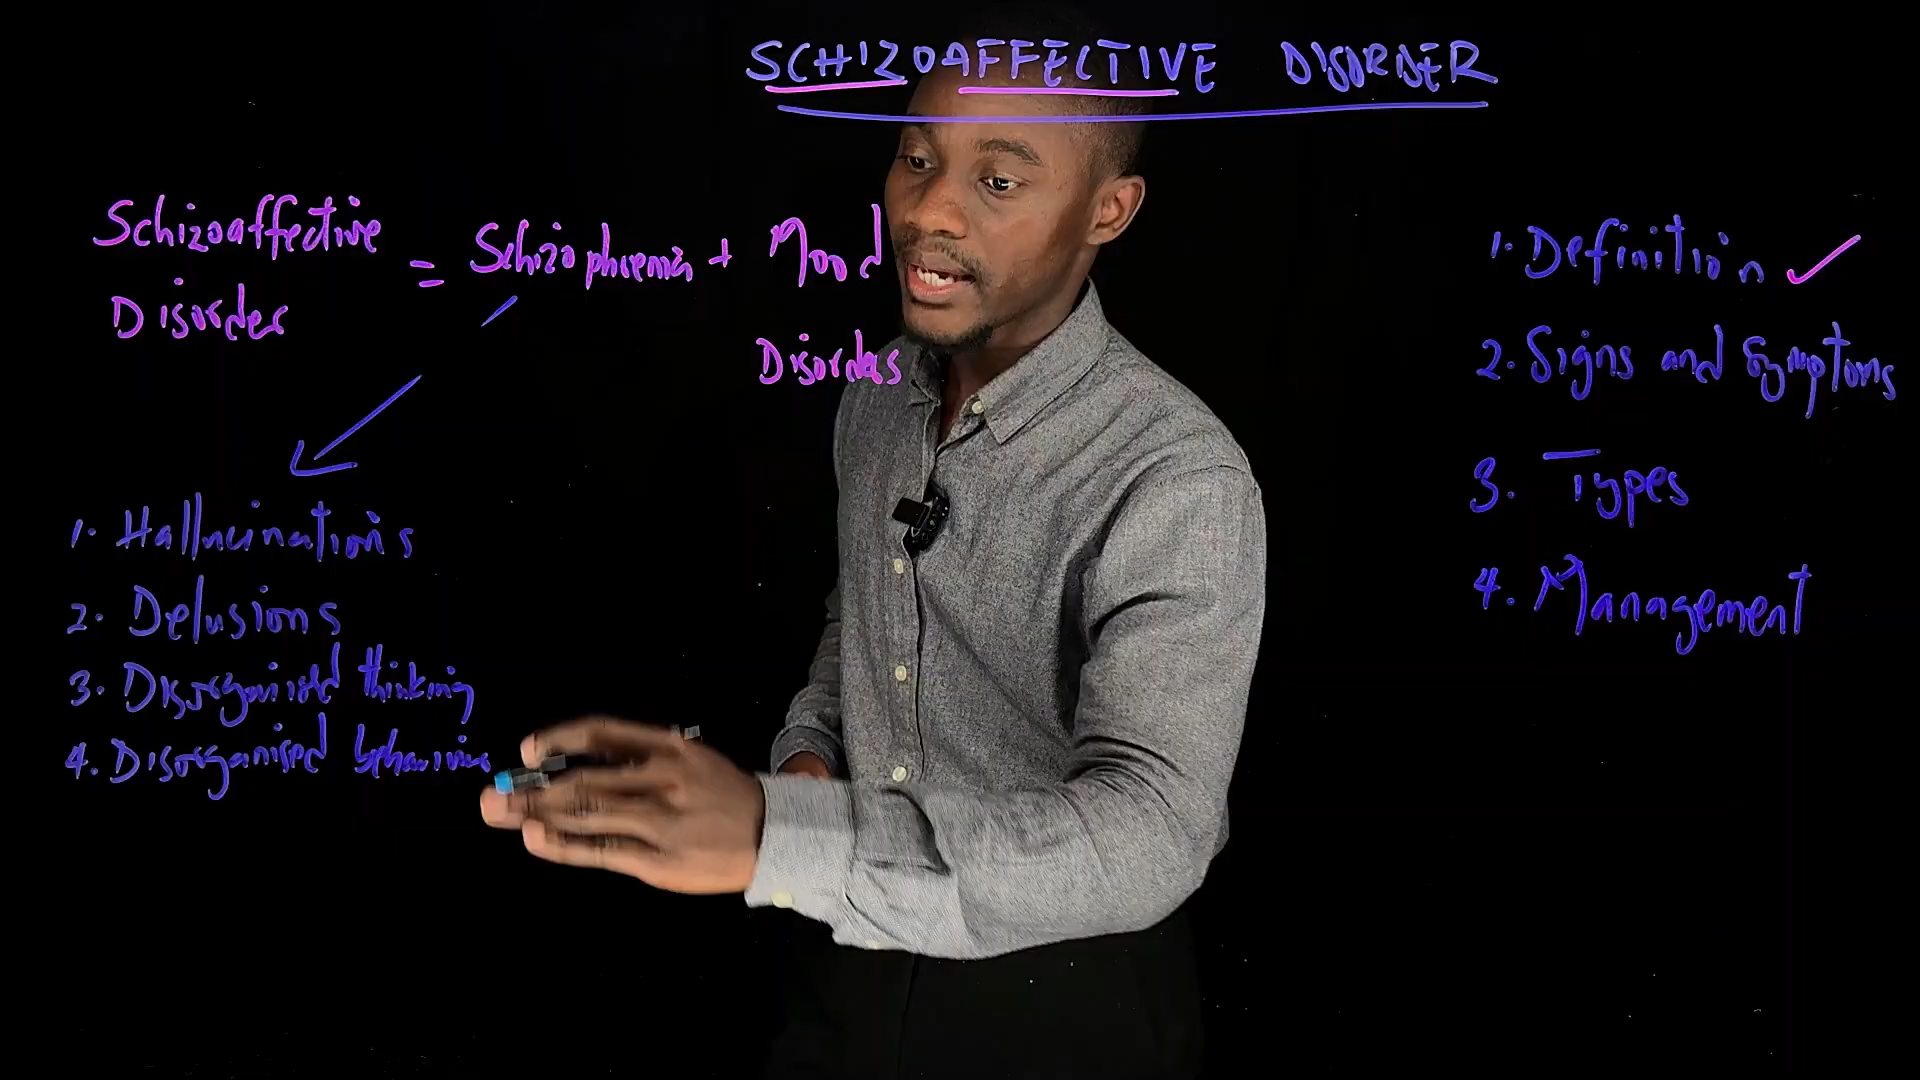 SCHIZOAFFECTIVE DISORDER
Schizoaffective
Disorder
= Schizophrenia + Mood
Disorders
1. Hallucinations
2. Delusions
3. Disorganised thinking
4. Disorganised behaviour
1. Definition ✓
2. Signs and Symptoms
3. Types
4. Management